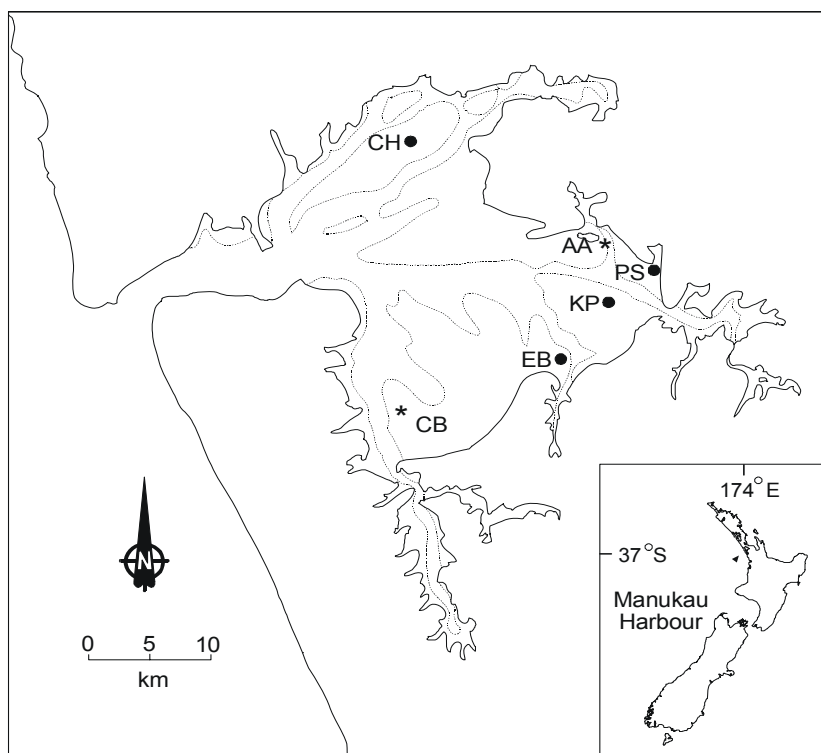 CH
AA *
PS
KP
EB
* CB
N
0 5 10
km
174°E
37°S
Manukau
Harbour